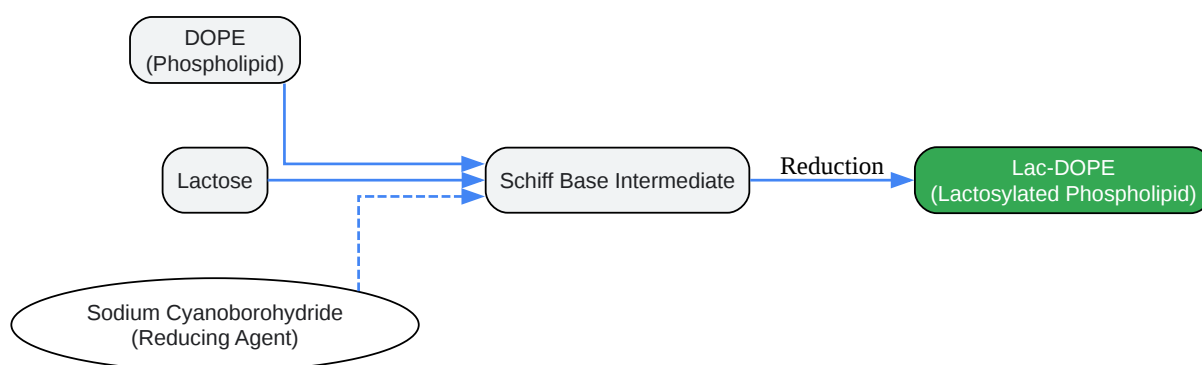 DOPE
(Phospholipid)
Lactose
Schiff Base Intermediate
Reduction
Lac-DOPE
(Lactosylated Phospholipid)
Sodium Cyanoborohydride
(Reducing Agent)